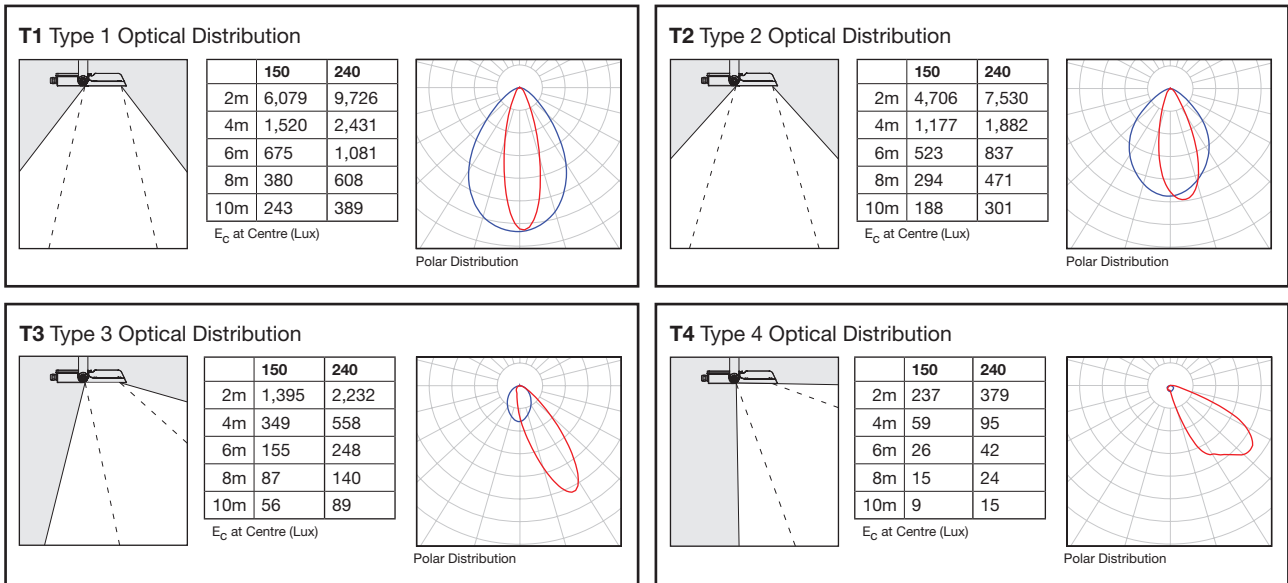 T1 Type 1 Optical Distribution
150 240
2m 6,079 9,726
4m 1,520 2,431
6m 675 1,081
8m 380 608
10m 243 389
EC at Centre (Lux)
Polar Distribution
T2 Type 2 Optical Distribution
150 240
2m 4,706 7,530
4m 1,177 1,882
6m 523 837
8m 294 471
10m 188 301
EC at Centre (Lux)
Polar Distribution
T3 Type 3 Optical Distribution
150 240
2m 1,395 2,232
4m 349 558
6m 155 248
8m 87 140
10m 56 89
EC at Centre (Lux)
Polar Distribution
T4 Type 4 Optical Distribution
150 240
2m 237 379
4m 59 95
6m 26 42
8m 15 24
10m 9 15
EC at Centre (Lux)
Polar Distribution